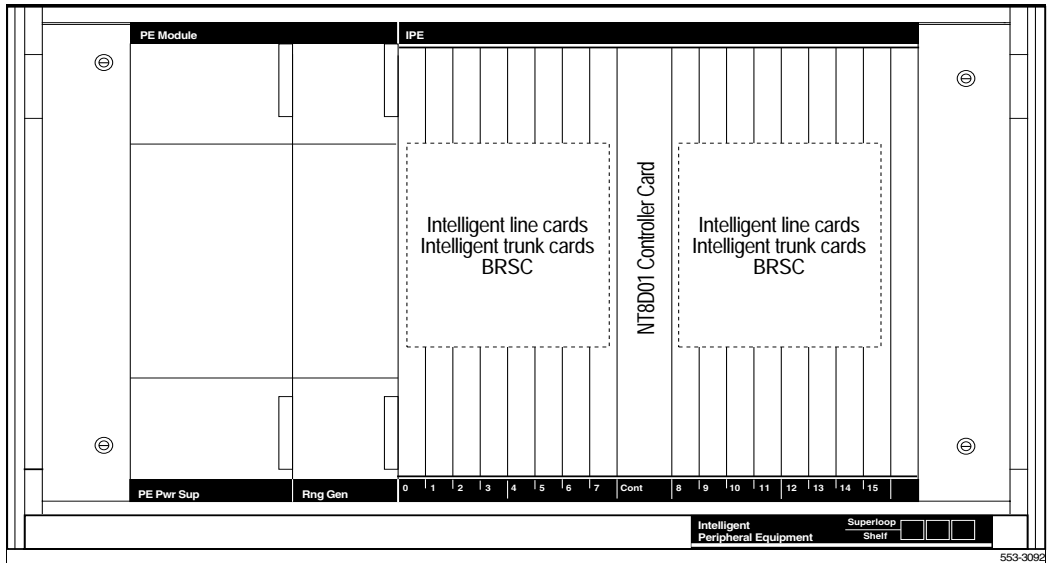 PE Module IPE
Intelligent line cards
Intelligent trunk cards
BRSC
NT8D01 Controller Card
Intelligent line cards
Intelligent trunk cards
BRSC
PE Pwr Sup Rng Gen 0 1 2 3 4 5 6 7 Cont 8 9 10 11 12 13 14 15
Intelligent
Peripheral Equipment
Superloop
Shelf
553-3092